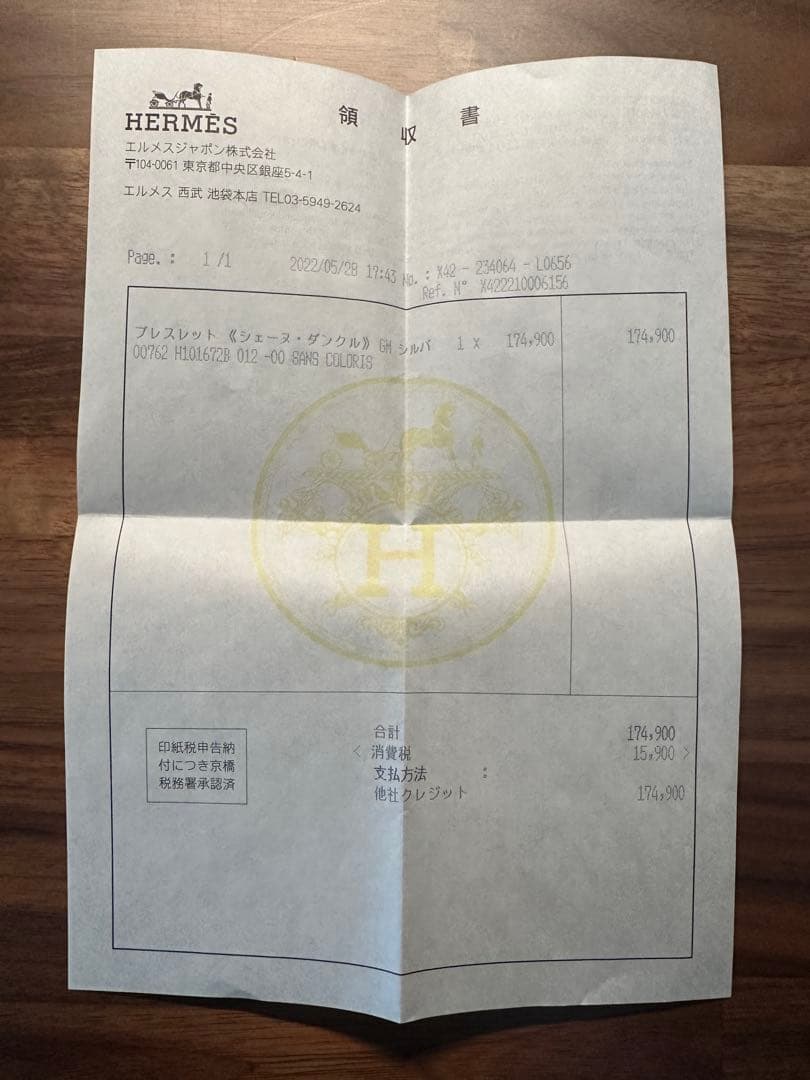 HERMÈS
領収書
エルメスジャポン株式会社
〒104-0061 東京都中央区銀座5-4-1
エルメス 西武 池袋本店 TEL03-5949-2624
Page. : 1 /1 2022/05/28 17:43 No. : X42 - 234064 - L0656
Ref. N° X422210006156
ブレスレット 《シェーヌ・ダンクル》 GM シルバ 1 x 174,900 174,900
00762 H101672B 012 -00 SANS COLORIS
H
合計 174,900
< 消費税 15,900 >
支払方法 :
他社クレジット 174,900
印紙税申告納
付につき京橋
税務署承認済